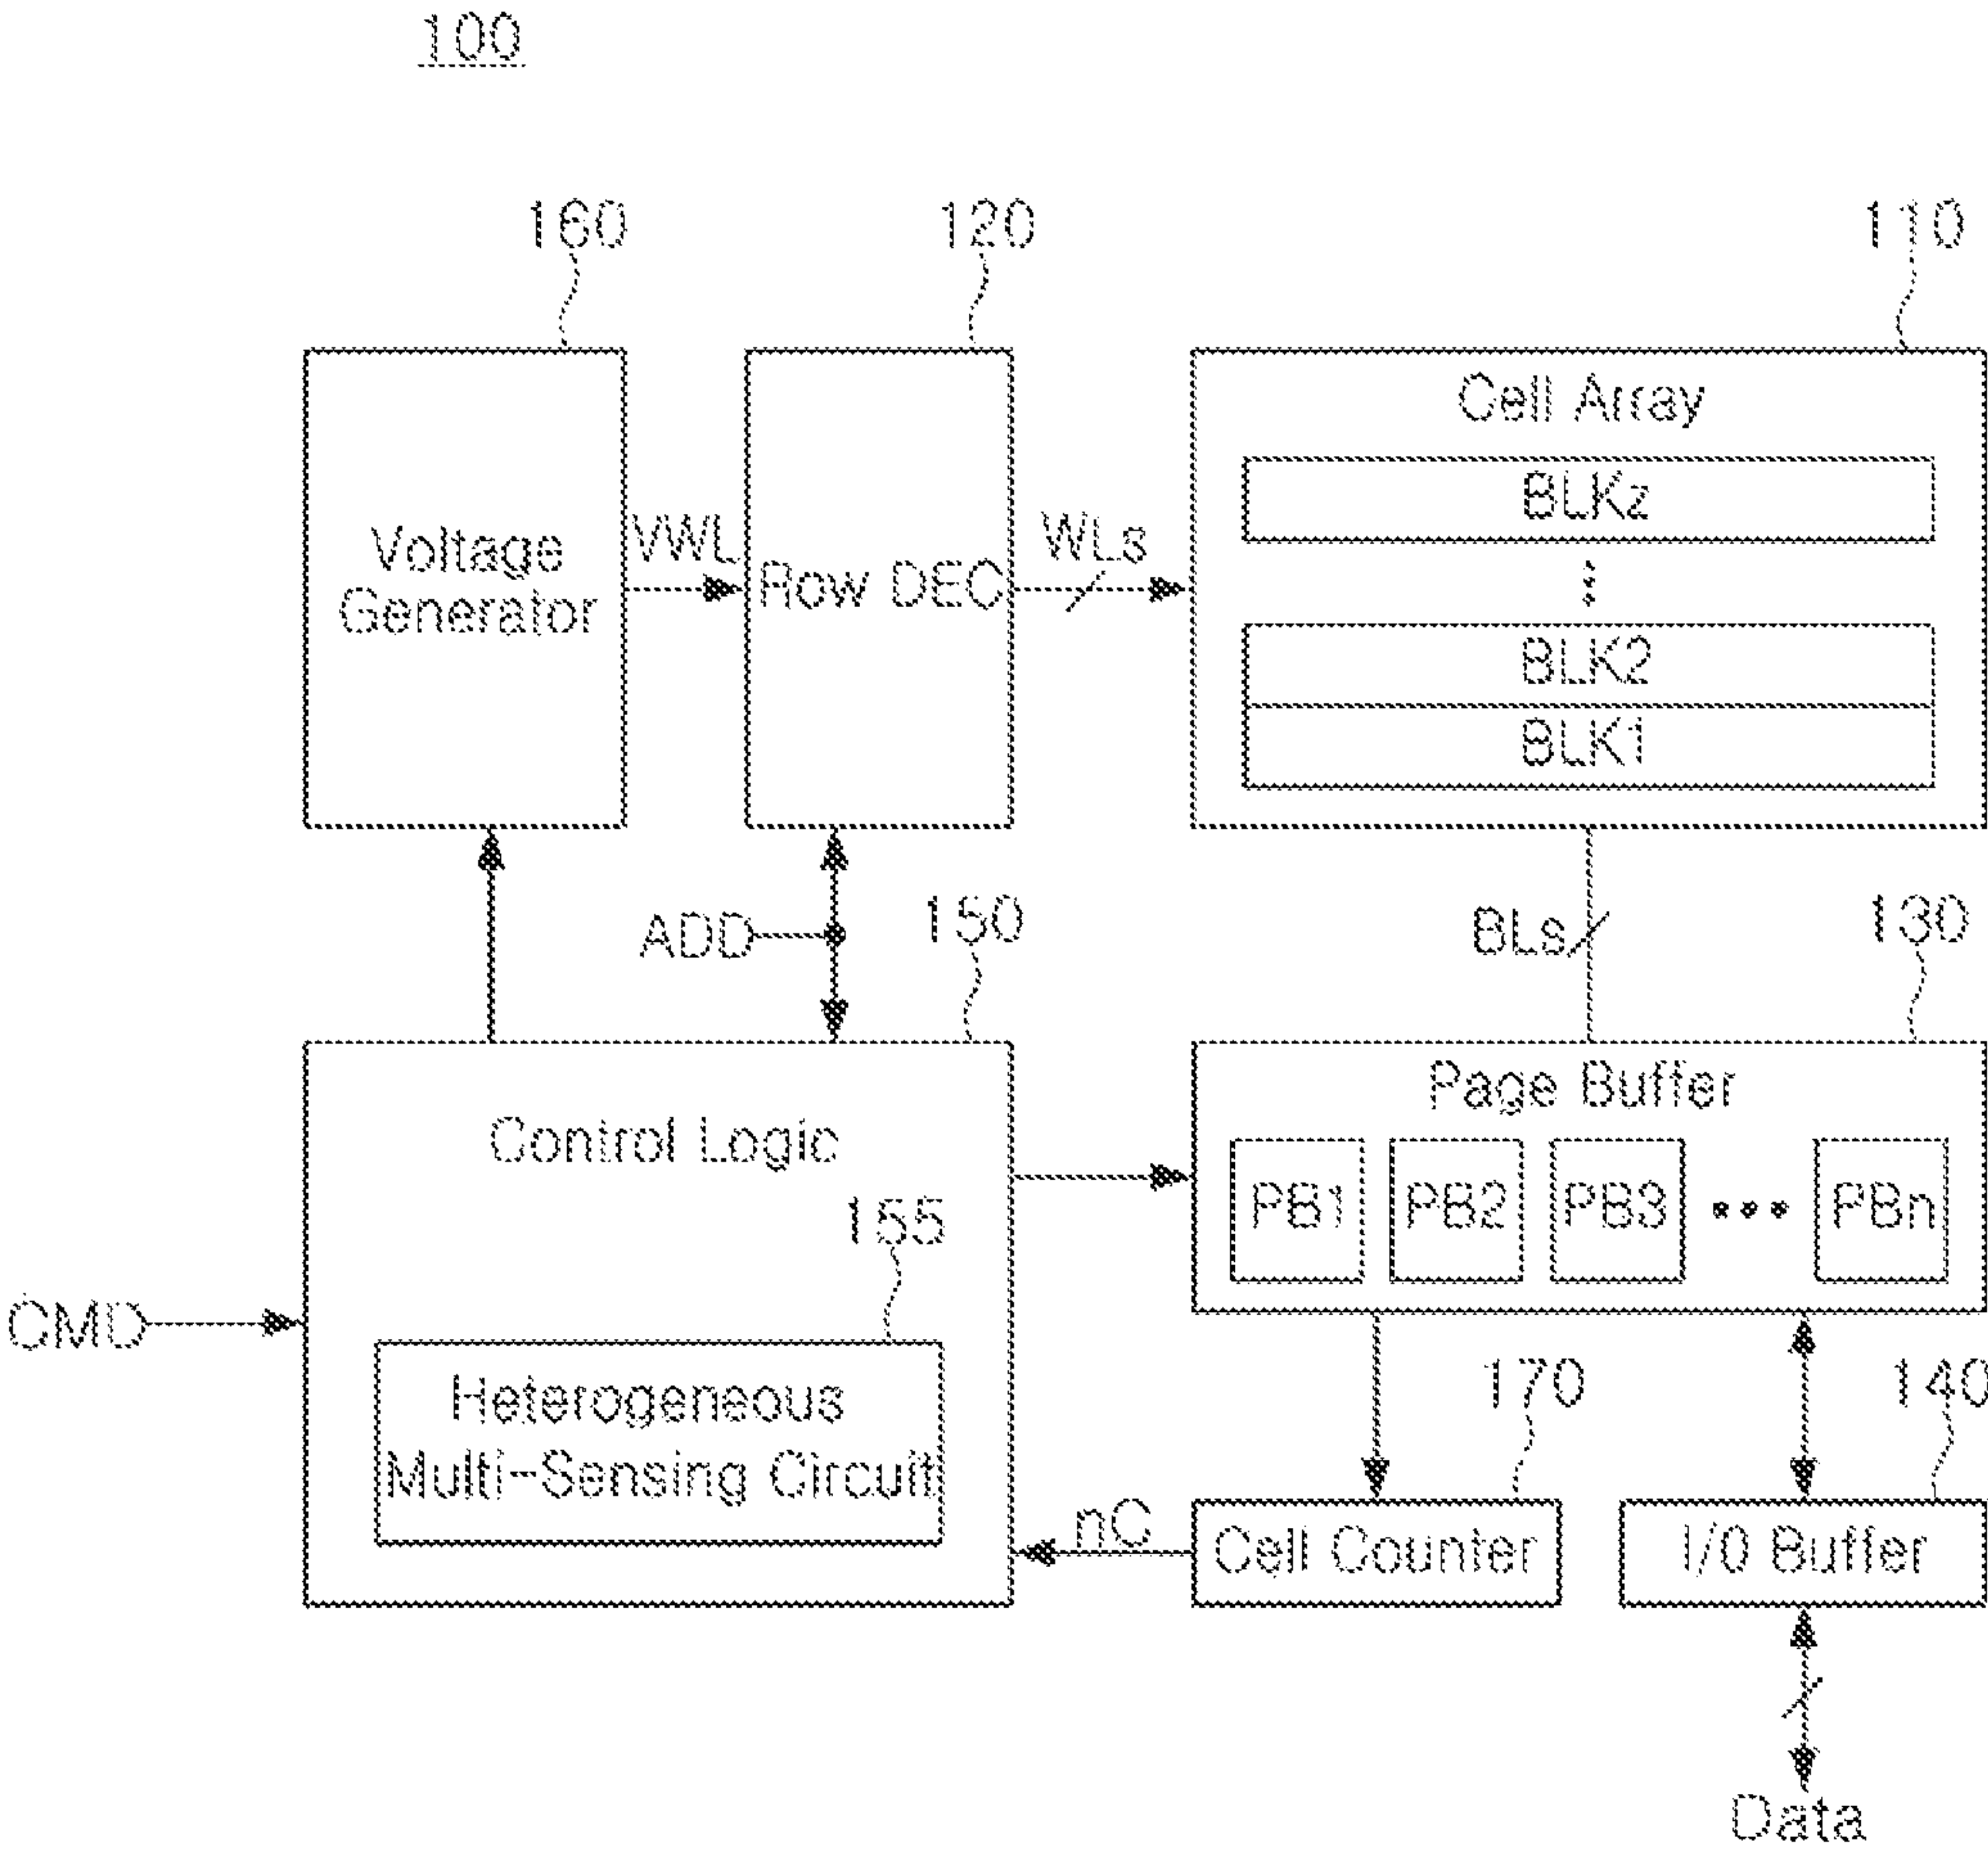 100
160
120
110
Voltage
Generator
VWL
Row DEC
WLs
Cell Array
BLKz
BLK2
BLK1
ADD
150
BLs
130
Control Logic
155
Heterogeneous
Multi-Sensing Circuit
CMD
Page Buffer
PB1 PB2 PB3 ••• PBn
170
140
nC
Cell Counter
I/O Buffer
Data